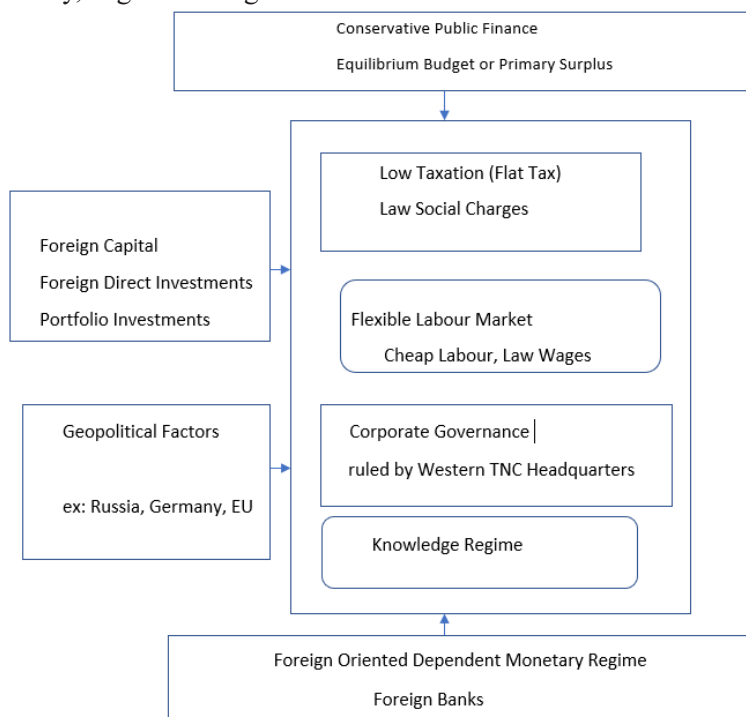 Conservative Public Finance
Equilibrium Budget or Primary Surplus
Low Taxation (Flat Tax)
Law Social Charges
Foreign Capital
Foreign Direct Investments
Portfolio Investments
Flexible Labour Market
Cheap Labour, Law Wages
Geopolitical Factors
ex: Russia, Germany, EU
Corporate Governance
ruled by Western TNC Headquarters
Knowledge Regime
Foreign Oriented Dependent Monetary Regime
Foreign Banks